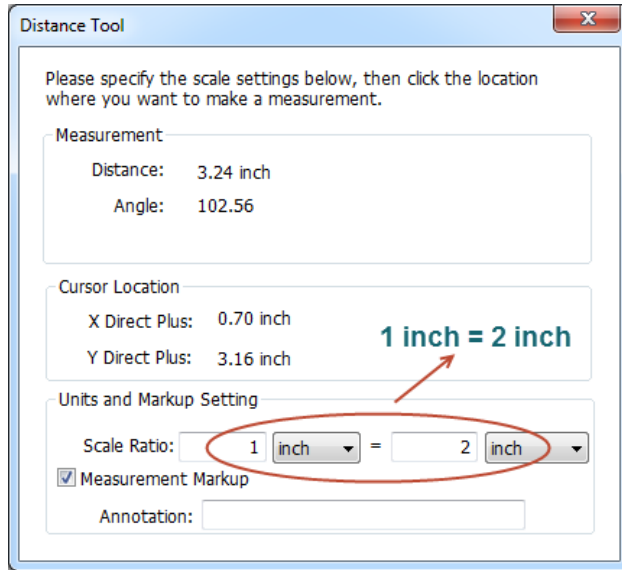 Distance Tool
Please specify the scale settings below, then click the location
where you want to make a measurement.
Measurement
Distance: 3.24 inch
Angle: 102.56
Cursor Location
X Direct Plus: 0.70 inch
1 inch = 2 inch
Y Direct Plus: 3.16 inch
Units and Markup Setting
Scale Ratio: 1 inch = 2 inch
Measurement Markup
Annotation: